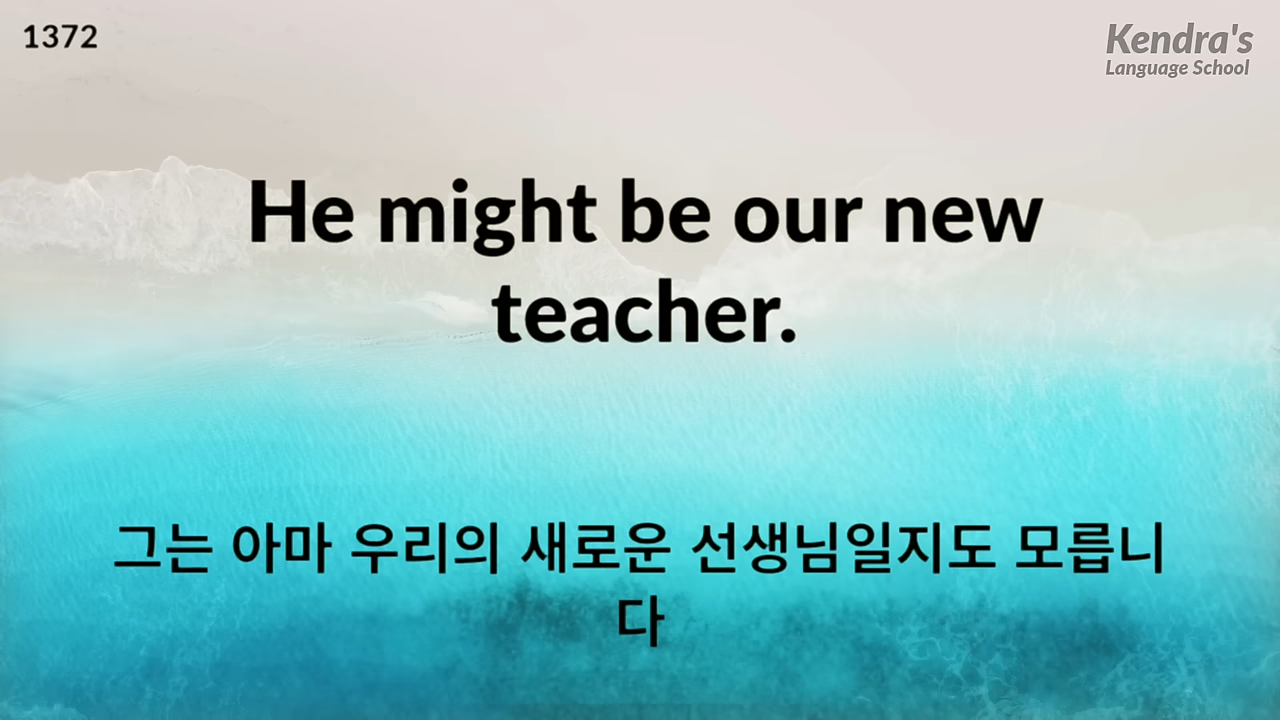 1372
Kendra's
Language School
He might be our new
teacher.
그는 아마 우리의 새로운 선생님일지도 모릅니
다